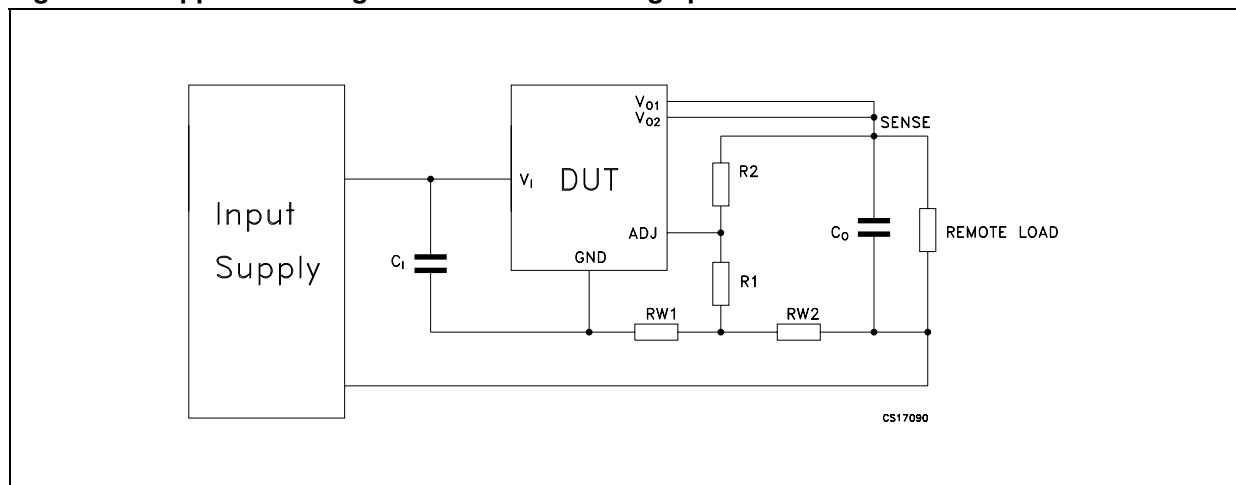 Input
Supply
C_I
V_I
DUT
V_O1
V_O2
ADJ
GND
SENSE
R2
R1
RW1
RW2
C_O
REMOTE LOAD
CS17090